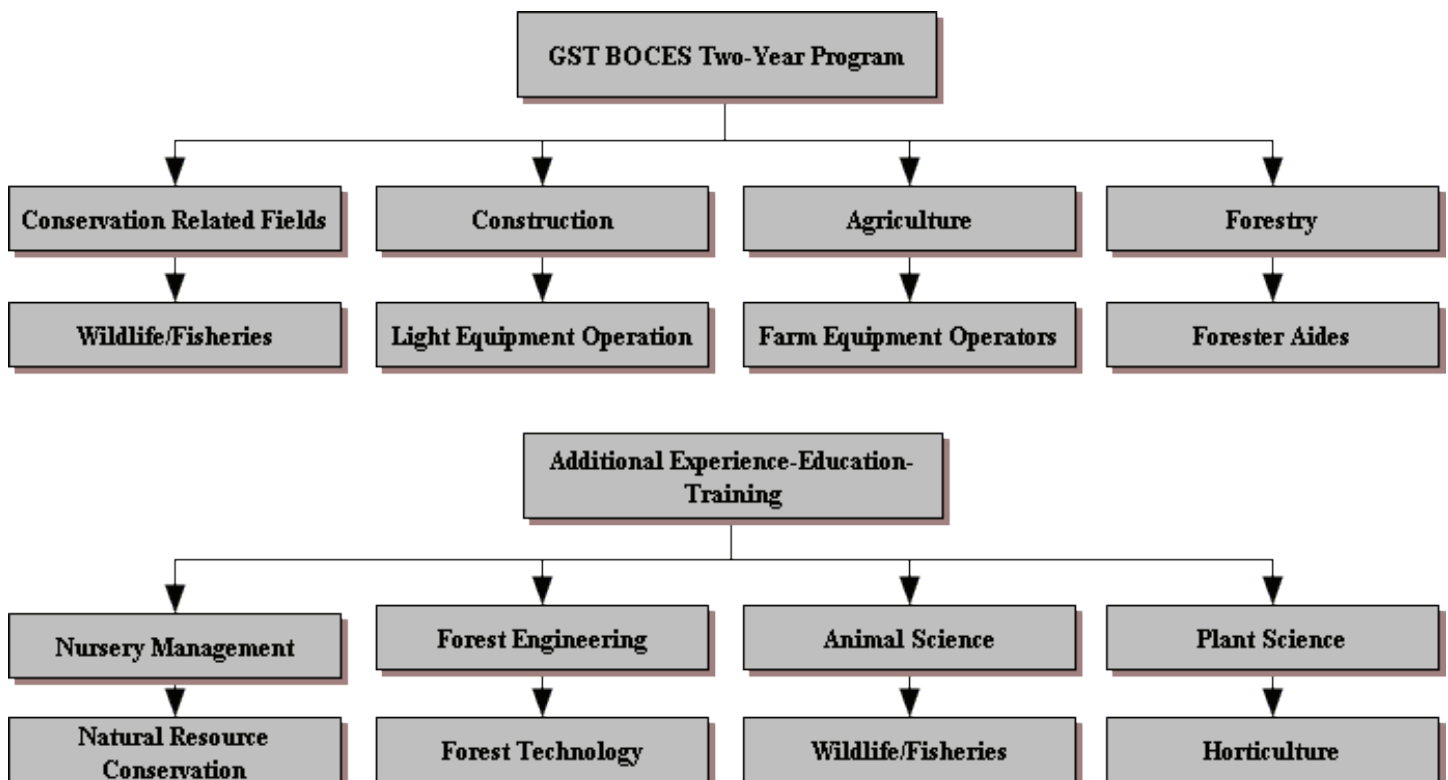 GST BOCES Two-Year Program
Conservation Related Fields
Construction
Agriculture
Forestry
Wildlife/Fisheries
Light Equipment Operation
Farm Equipment Operators
Forester Aides
Additional Experience-Education-
Training
Nursery Management
Forest Engineering
Animal Science
Plant Science
Natural Resource
Conservation
Forest Technology
Wildlife/Fisheries
Horticulture